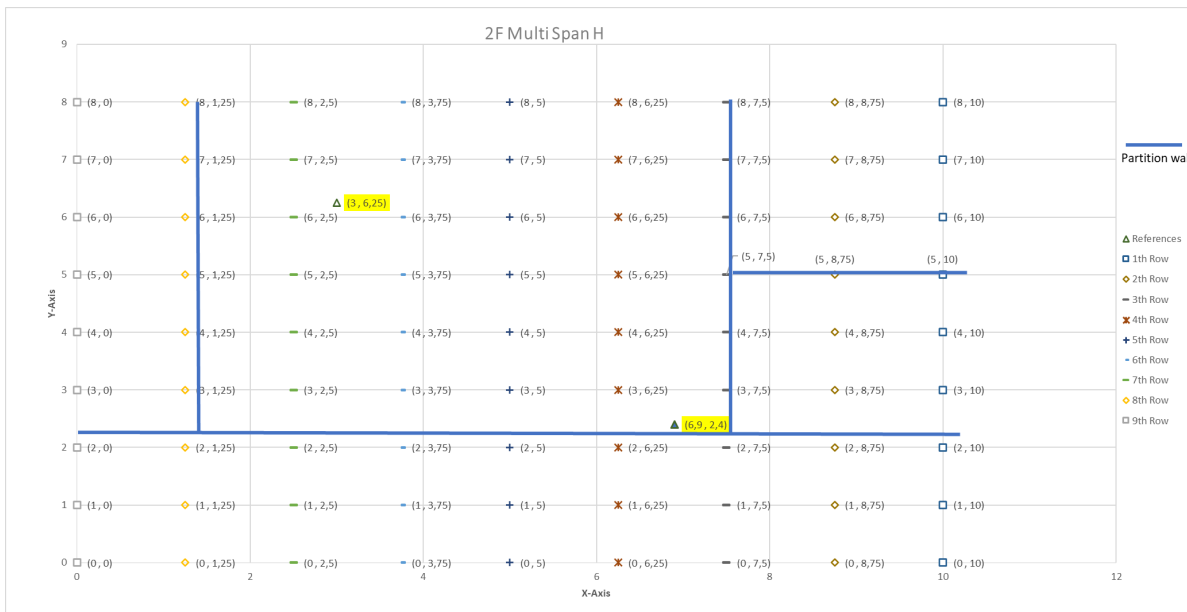 2F Multi Span H
9
8 (8 , 0) (8 , 1,25) (8 , 2,5) (8 , 3,75) (8 , 5) (8 , 6,25) (8 , 7,5) (8 , 8,75) (8 , 10)
7 (7 , 0) (7 , 1,25) (7 , 2,5) (7 , 3,75) (7 , 5) (7 , 6,25) (7 , 7,5) (7 , 8,75) (7 , 10)
Partition wa
(3 , 6,25)
6 (6 , 0) (6 , 1,25) (6 , 2,5) (6 , 3,75) (6 , 5) (6 , 6,25) (6 , 7,5) (6 , 8,75) (6 , 10)
(5 , 7,5) (5 , 8,75) (5 , 10)
5 (5 , 0) (5 , 1,25) (5 , 2,5) (5 , 3,75) (5 , 5) (5 , 6,25)
4 (4 , 0) (4 , 1,25) (4 , 2,5) (4 , 3,75) (4 , 5) (4 , 6,25) (4 , 7,5) (4 , 8,75) (4 , 10)
3 (3 , 0) (3 , 1,25) (3 , 2,5) (3 , 3,75) (3 , 5) (3 , 6,25) (3 , 7,5) (3 , 8,75) (3 , 10)
(6,9 , 2,4)
2 (2 , 0) (2 , 1,25) (2 , 2,5) (2 , 3,75) (2 , 5) (2 , 6,25) (2 , 7,5) (2 , 8,75) (2 , 10)
1 (1 , 0) (1 , 1,25) (1 , 2,5) (1 , 3,75) (1 , 5) (1 , 6,25) (1 , 7,5) (1 , 8,75) (1 , 10)
0 (0 , 0) (0 , 1,25) (0 , 2,5) (0 , 3,75) (0 , 5) (0 , 6,25) (0 , 7,5) (0 , 8,75) (0 , 10)
0 2 4 6 8 10 12
X-Axis
Y-Axis
References
1th Row
2th Row
3th Row
4th Row
5th Row
6th Row
7th Row
8th Row
9th Row